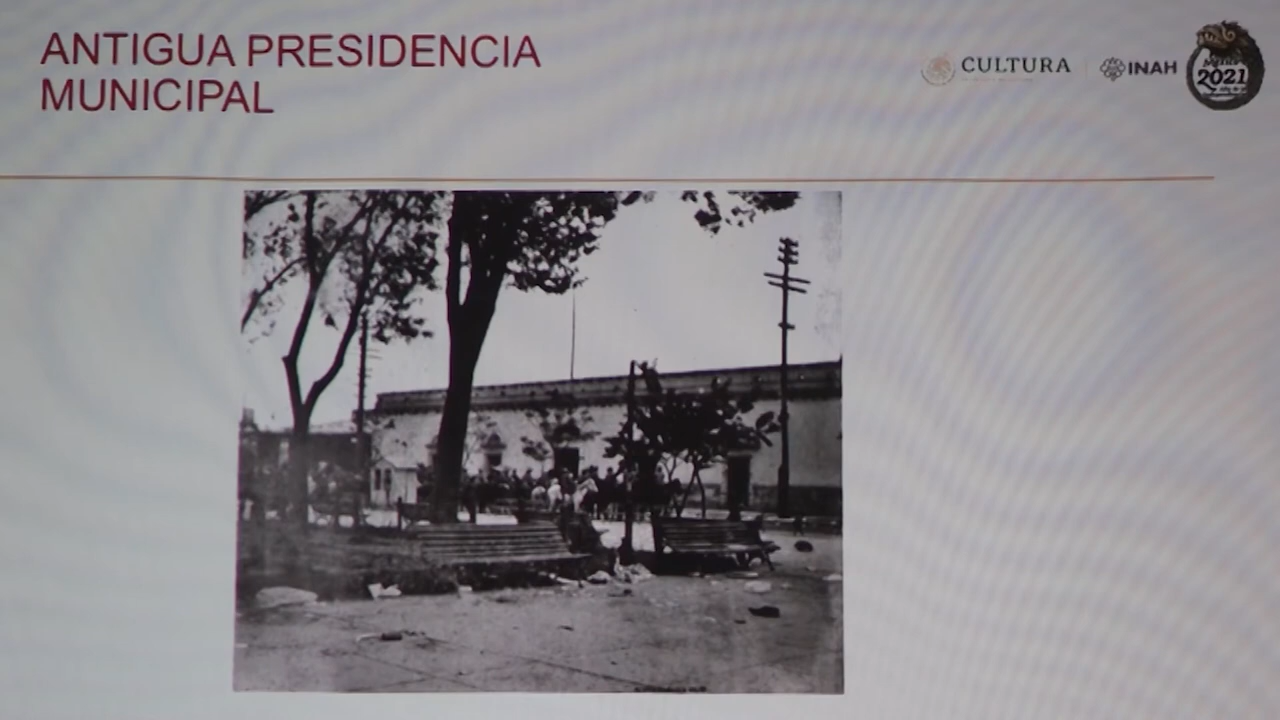 ANTIGUA PRESIDENCIA
MUNICIPAL
CULTURA
INAH
2021